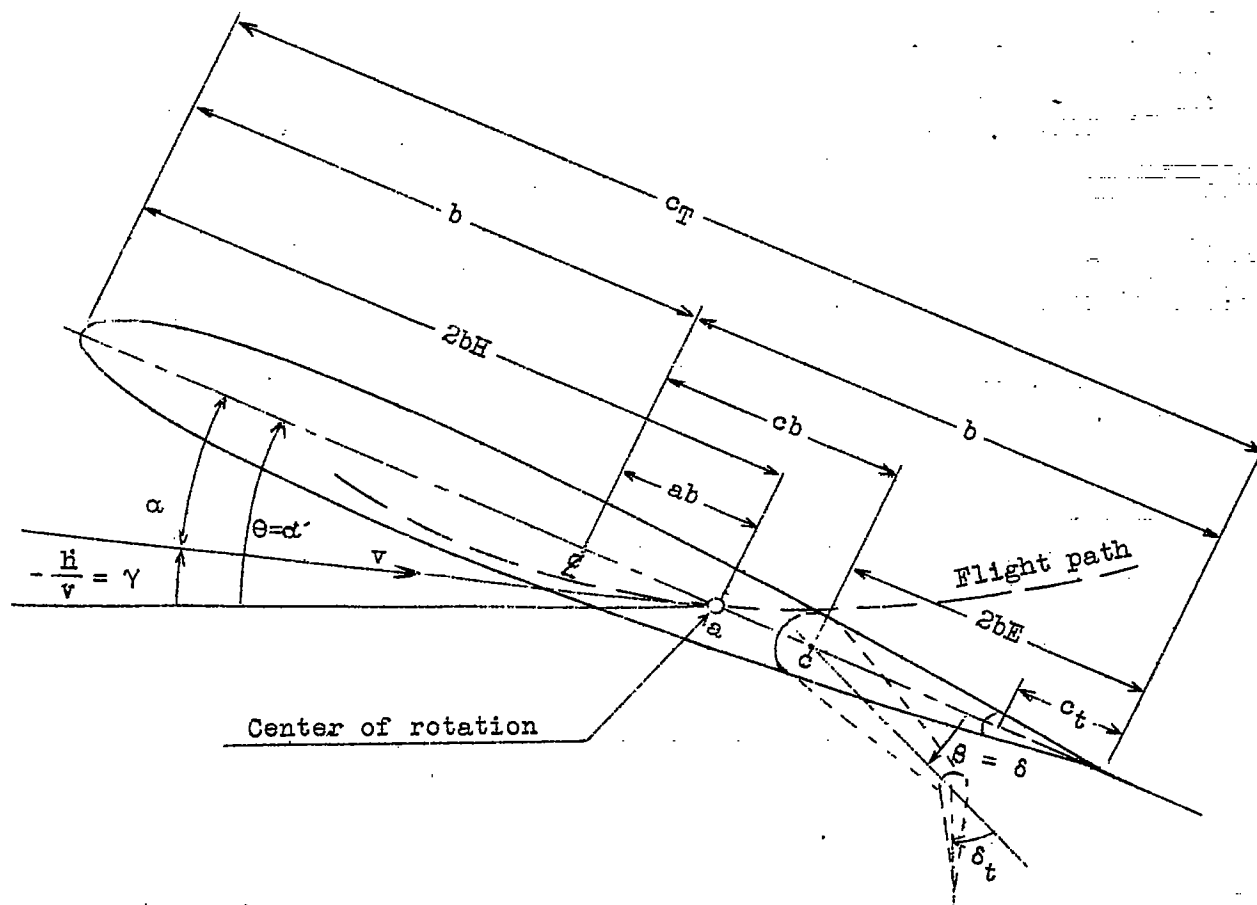 c_T
b
2bH
cb
b
ab
α
θ=α'
v
- ḣ/v = γ
℄
Flight path
a
2bE
c
c_t
Center of rotation
β = δ
δ_t